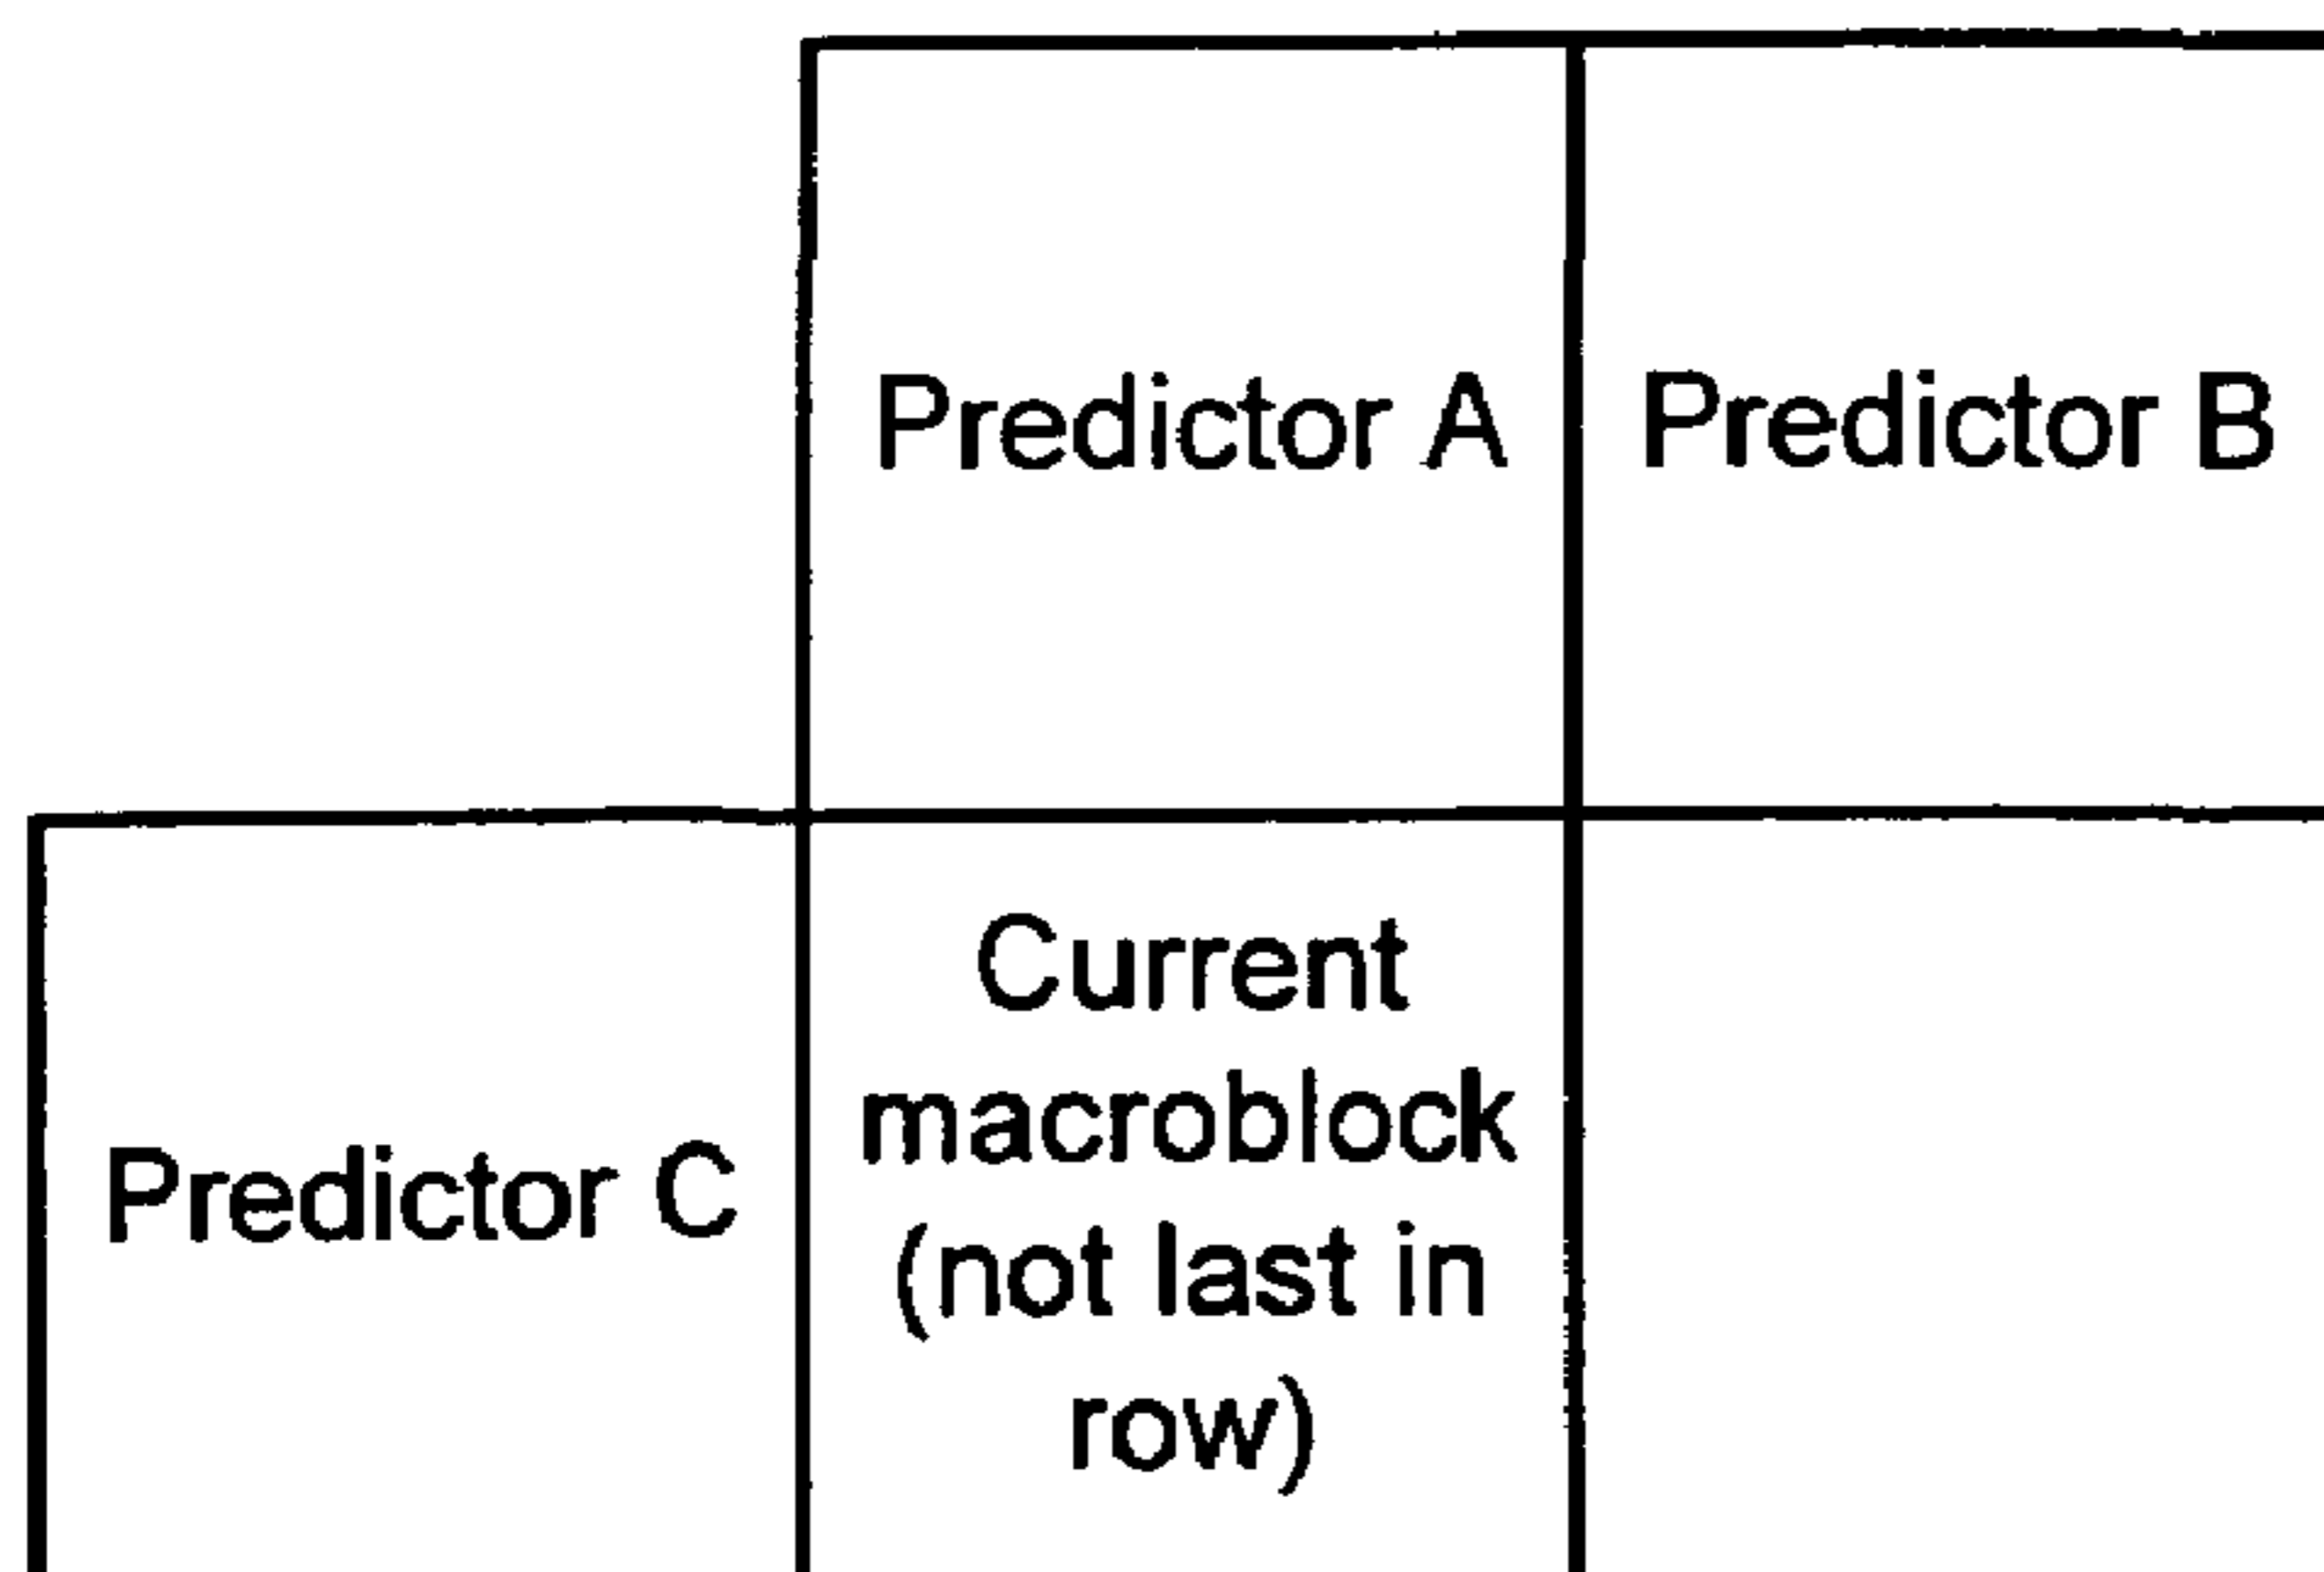 Predictor A
Predictor B
Predictor C
Current
macroblock
(not last in
row)